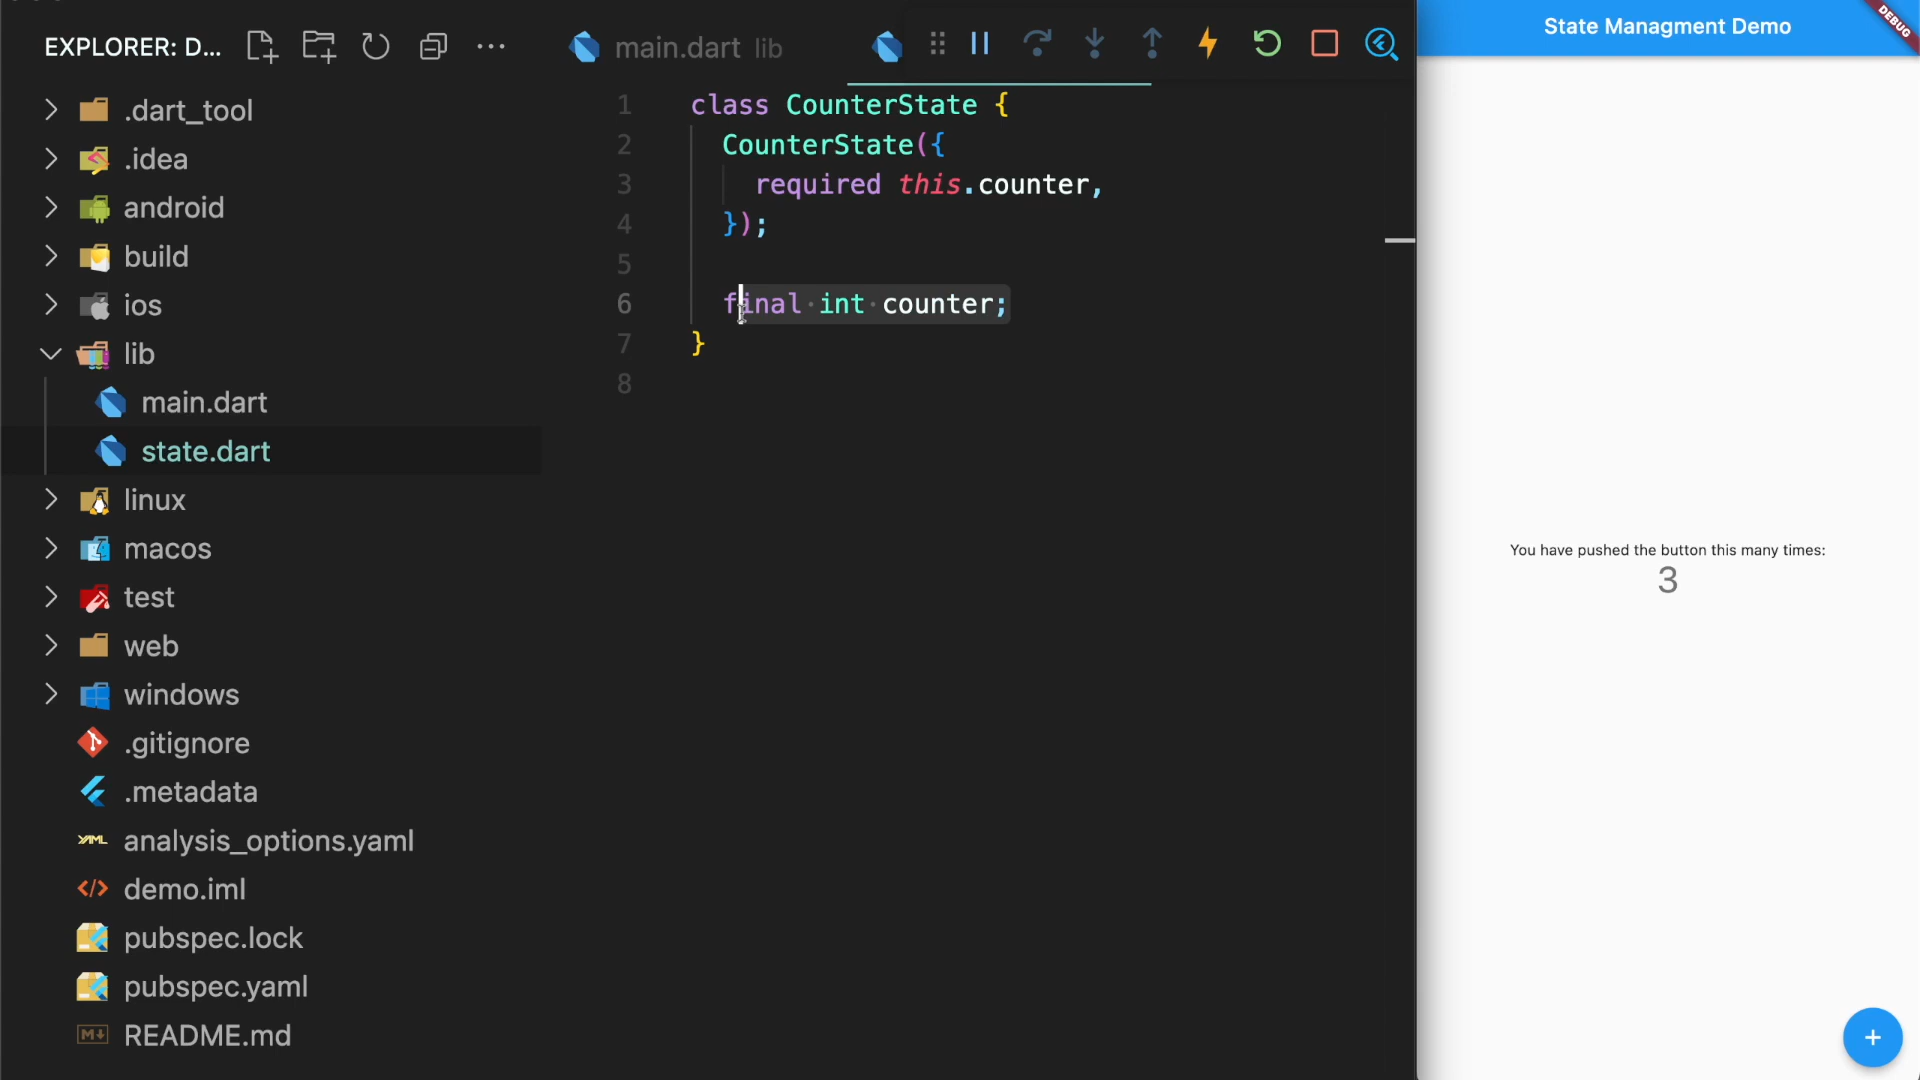 EXPLORER: D...
.dart_tool
.idea
android
build
ios
lib
main.dart
state.dart
linux
macos
test
web
windows
.gitignore
.metadata
YAML analysis_options.yaml
demo.iml
pubspec.lock
pubspec.yaml
M README.md
main.dart lib
1 class CounterState {
2 CounterState({
3 required this.counter,
4 });
5
6 final int counter;
7 }
8
State Managment Demo
DEBUG
You have pushed the button this many times:
3
+